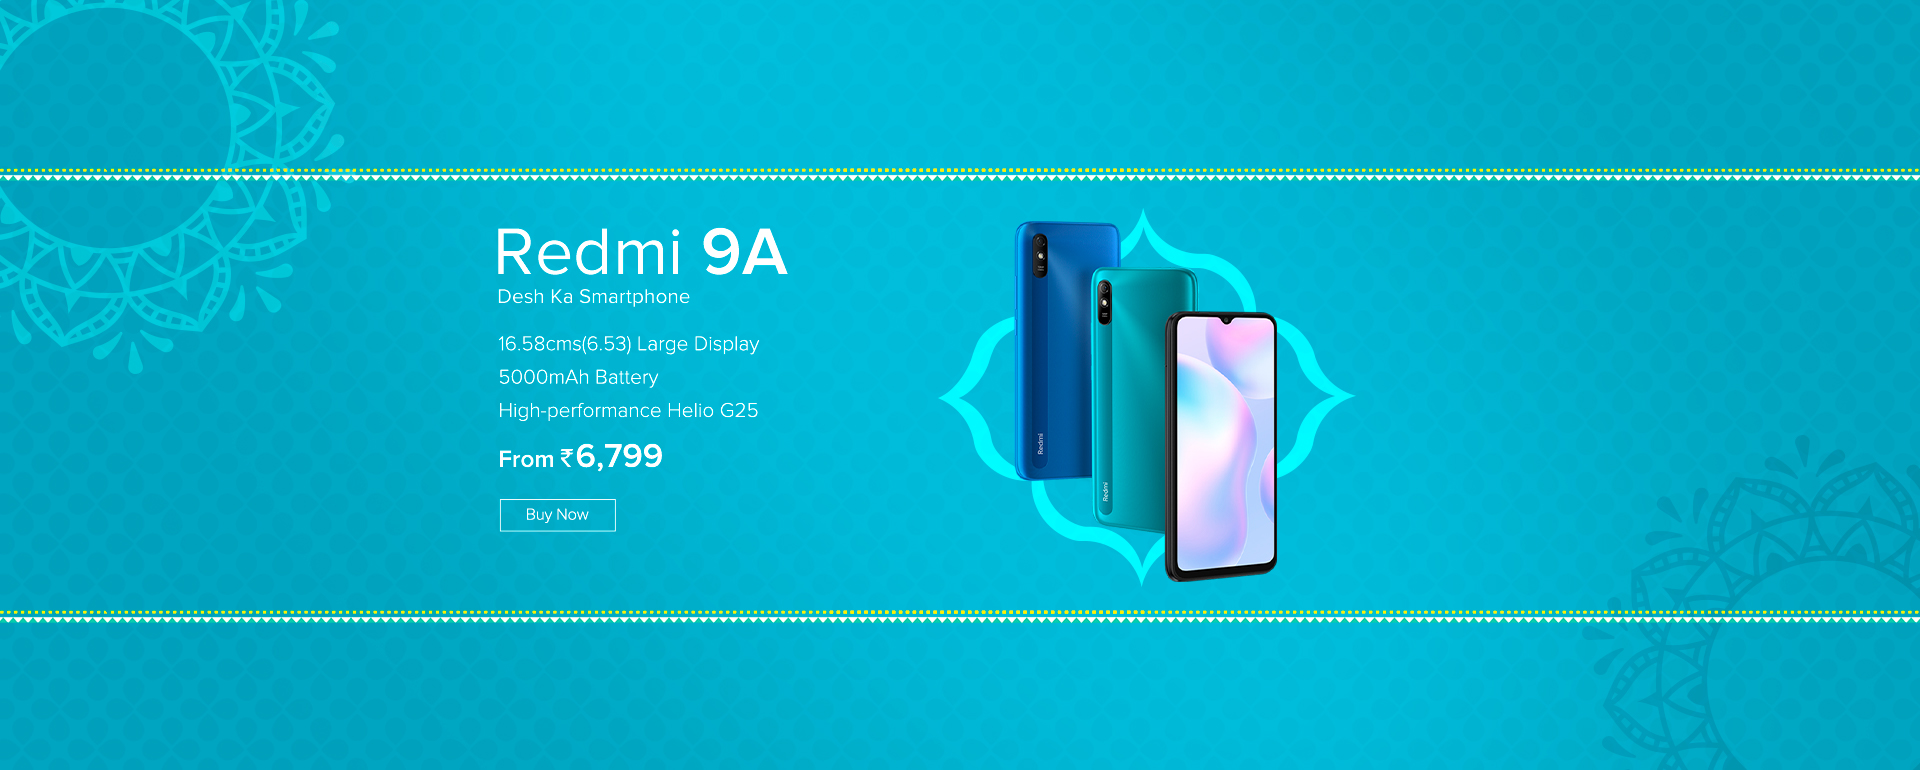 Redmi 9A
Desh Ka Smartphone
16.58cms(6.53) Large Display
5000mAh Battery
High-performance Helio G25
From ₹6,799
Buy Now
Redmi
Redmi